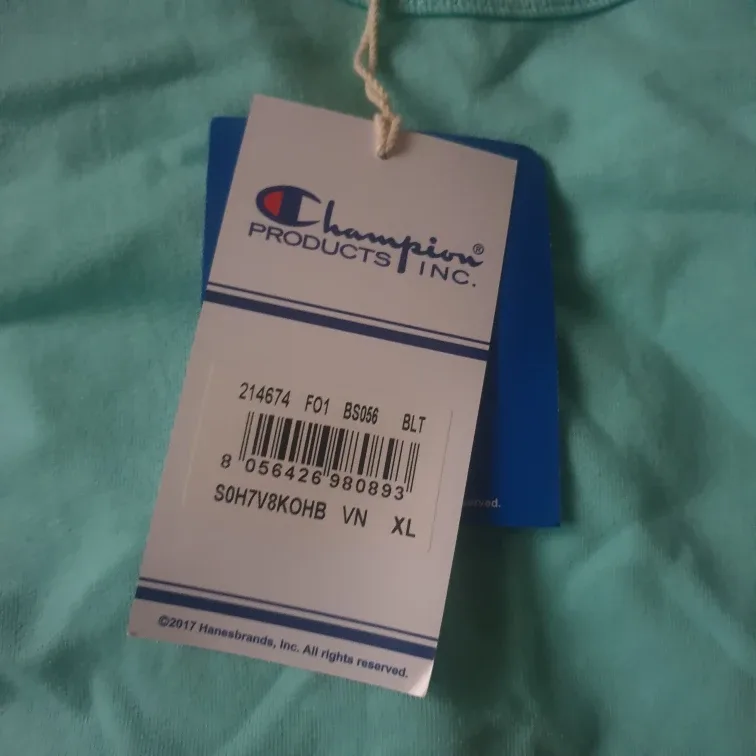 Champion®
PRODUCTS INC.
214674 F01 BS056 BLT
8 056426 980893
S0H7V8KOHB VN XL
©2017 Hanesbrands, Inc. All rights reserved.